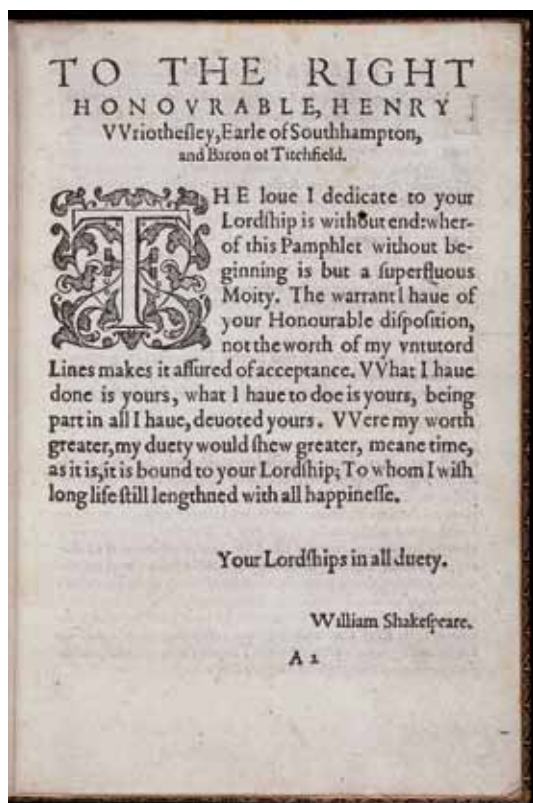 TO THE RIGHT
HONOVRABLE, HENRY
VVriotheſley, Earle of Southhampton,
and Baron of Titchfield.
THE loue I dedicate to your
Lordſhip is without end: wher-
of this Pamphlet without be-
ginning is but a ſuperfluous
Moity. The warrant I haue of
your Honourable diſpoſition,
not the worth of my vntutord
Lines makes it aſſured of acceptance. VVhat I haue
done is yours, what I haue to doe is yours, being
part in all I haue, deuoted yours. VVere my worth
greater, my duety would ſhew greater, meane time,
as it is, it is bound to your Lordſhip; To whom I wiſh
long life ſtill lengthned with all happineſſe.
Your Lordſhips in all duety.
William Shakeſpeare.
A 2